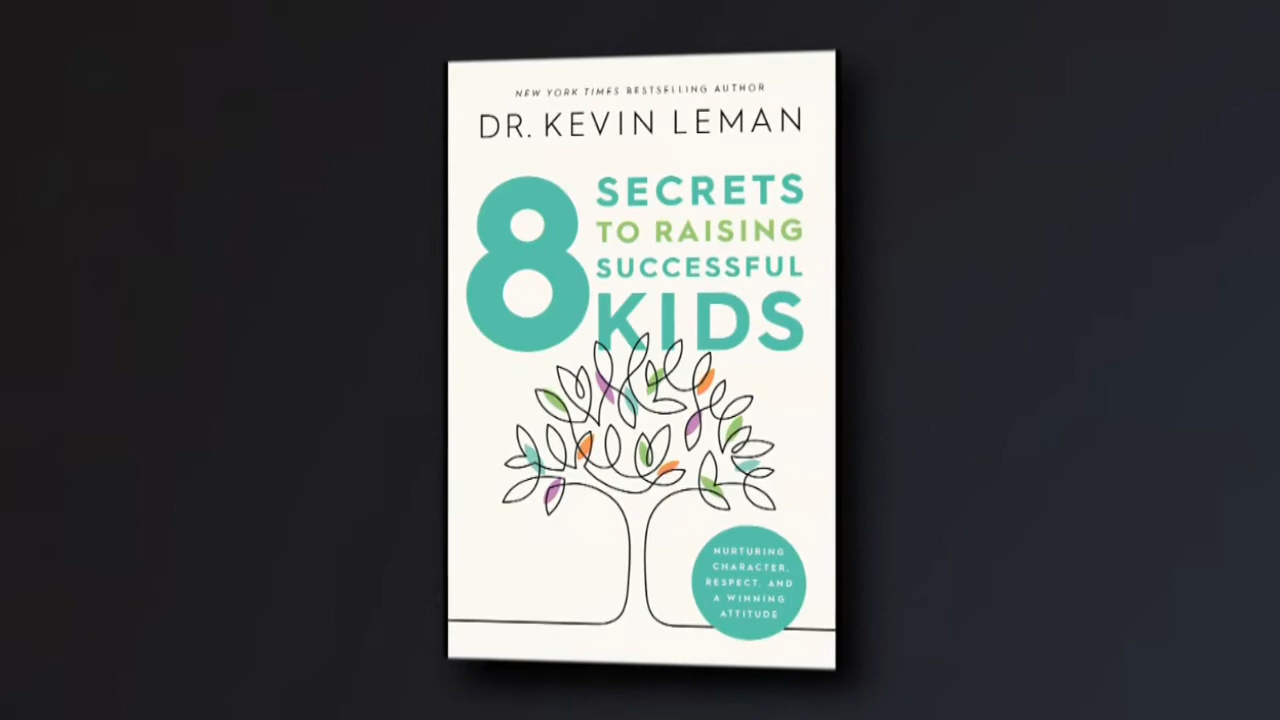 NEW YORK TIMES BESTSELLING AUTHOR
DR. KEVIN LEMAN
8
SECRETS
TO RAISING
SUCCESSFUL
KIDS
NURTURING
CHARACTER,
RESPECT, AND
A WINNING
ATTITUDE